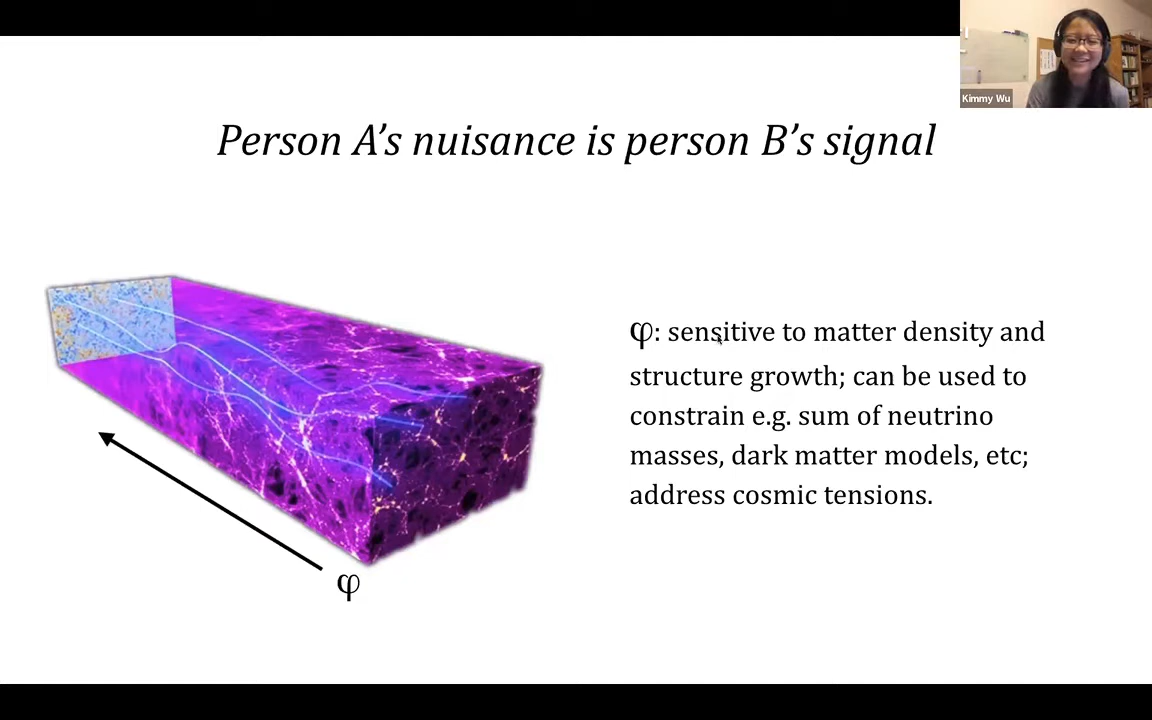 Kimmy Wu
Person A’s nuisance is person B’s signal
φ: sensitive to matter density and
structure growth; can be used to
constrain e.g. sum of neutrino
masses, dark matter models, etc;
address cosmic tensions.
φ